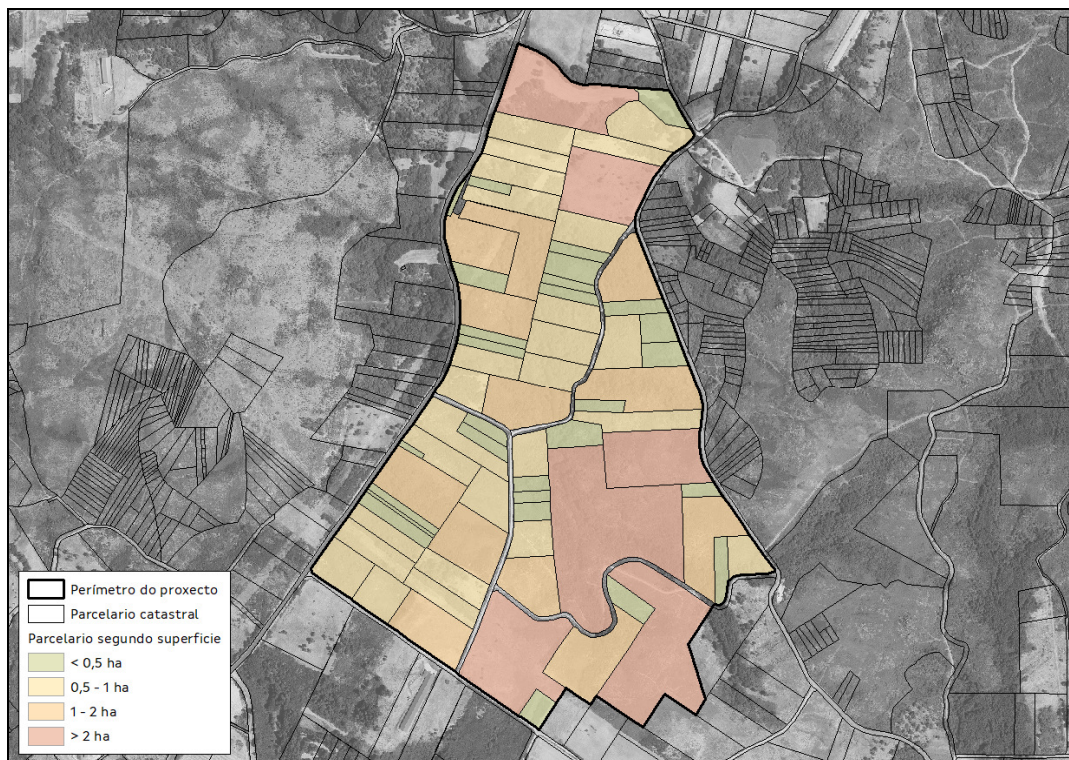 Perímetro do proxecto
Parcelario catastral
Parcelario segundo superficie
< 0,5 ha
0,5 - 1 ha
1 - 2 ha
> 2 ha